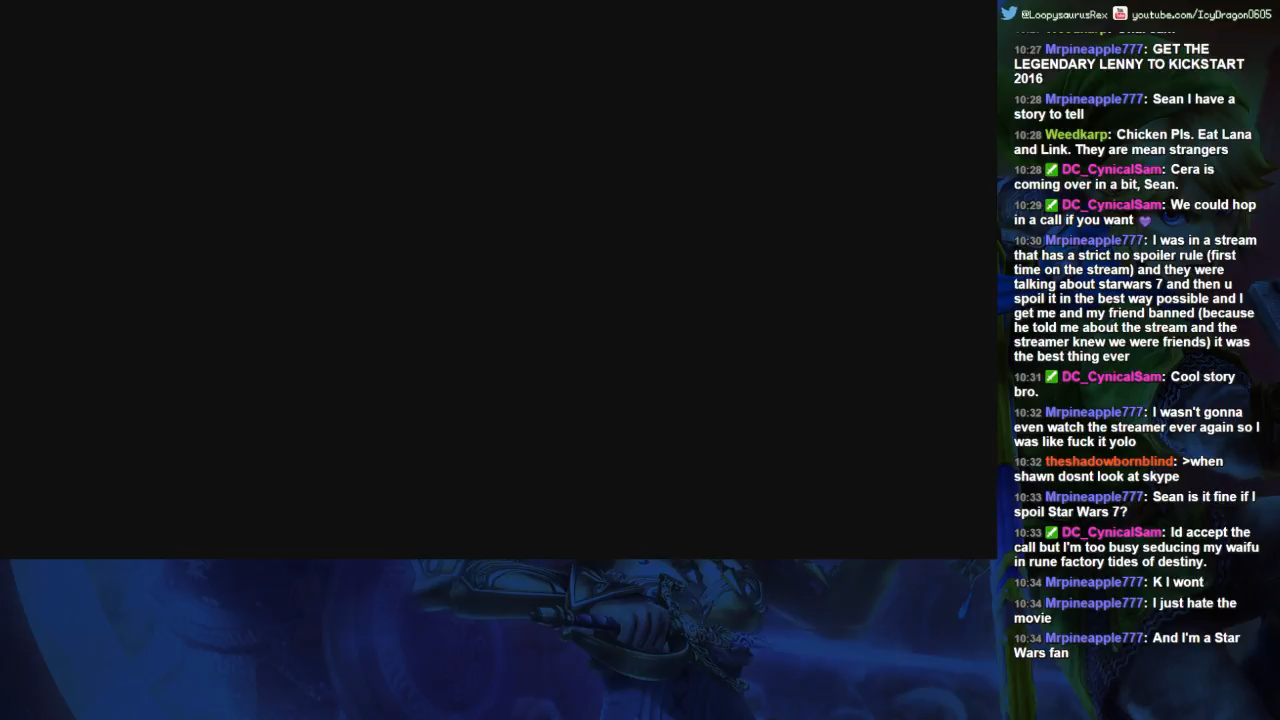 @LoopysaurusRex youtube.com/IcyDragon0605
10:27 Mrpineapple777: GET THE
LEGENDARY LENNY TO KICKSTART
2016
10:28 Mrpineapple777: Sean I have a
story to tell
10:28 Weedkarp: Chicken Pls. Eat Lana
and Link. They are mean strangers
10:28 DC_CynicalSam: Cera is
coming over in a bit, Sean.
10:29 DC_CynicalSam: We could hop
in a call if you want
10:30 Mrpineapple777: I was in a stream
that has a strict no spoiler rule (first
time on the stream) and they were
talking about starwars 7 and then u
spoil it in the best way possible and I
get me and my friend banned (because
he told me about the stream and the
streamer knew we were friends) it was
the best thing ever
10:31 DC_CynicalSam: Cool story
bro.
10:32 Mrpineapple777: I wasn't gonna
even watch the streamer ever again so I
was like fuck it yolo
10:32 theshadowbornblind: >when
shawn dosnt look at skype
10:33 Mrpineapple777: Sean is it fine if I
spoil Star Wars 7?
10:33 DC_CynicalSam: Id accept the
call but I'm too busy seducing my waifu
in rune factory tides of destiny.
10:34 Mrpineapple777: K I wont
10:34 Mrpineapple777: I just hate the
movie
10:34 Mrpineapple777: And I'm a Star
Wars fan